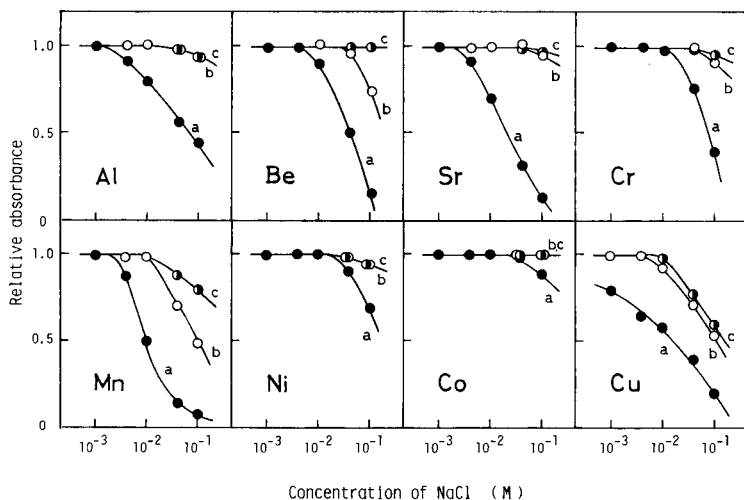 Relative absorbance
1.0
0.5
0
Al
a
b
c
Be
a
b
c
Sr
a
b
c
Cr
a
b
c
1.0
0.5
0
Mn
a
b
c
Ni
a
b
c
Co
a
b,c
Cu
a
b
c
10⁻³ 10⁻² 10⁻¹ 10⁻³ 10⁻² 10⁻¹ 10⁻³ 10⁻² 10⁻¹ 10⁻³ 10⁻² 10⁻¹
Concentration of NaCl (M)